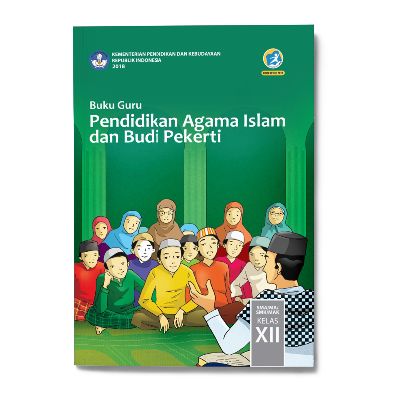 KEMENTERIAN PENDIDIKAN DAN KEBUDAYAAN
REPUBLIK INDONESIA
2018
Buku Guru
Pendidikan Agama Islam
dan Budi Pekerti
SMA/MA/
SMK/MAK
KELAS
XII